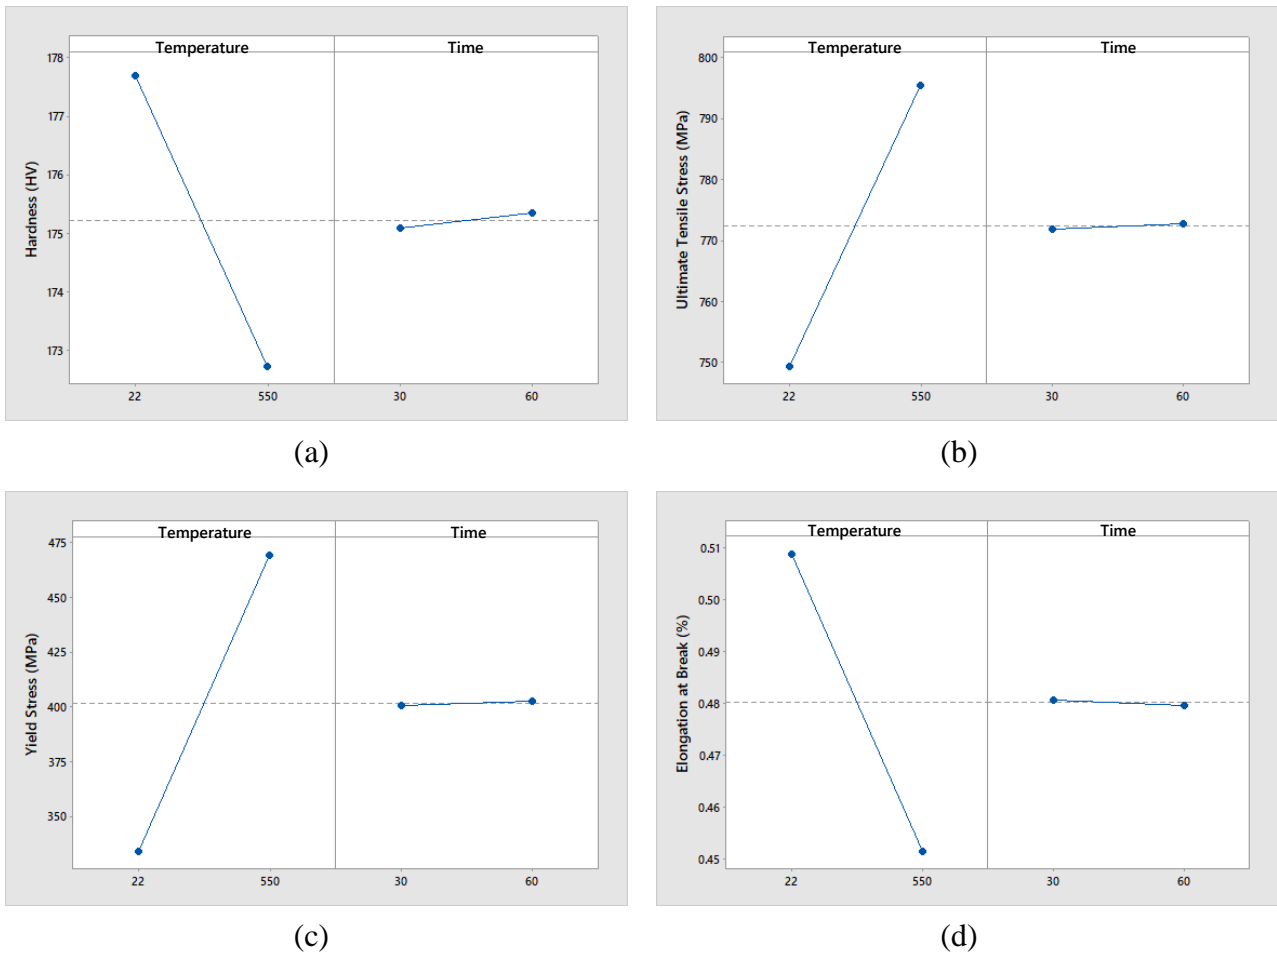 Temperature Time
Hardness (HV)
178
177
176
175
174
173
22 550 30 60
(a)
Temperature Time
Ultimate Tensile Stress (MPa)
800
790
780
770
760
750
22 550 30 60
(b)
Temperature Time
Yield Stress (MPa)
475
450
425
400
375
350
22 550 30 60
(c)
Temperature Time
Elongation at Break (%)
0.51
0.50
0.49
0.48
0.47
0.46
0.45
22 550 30 60
(d)